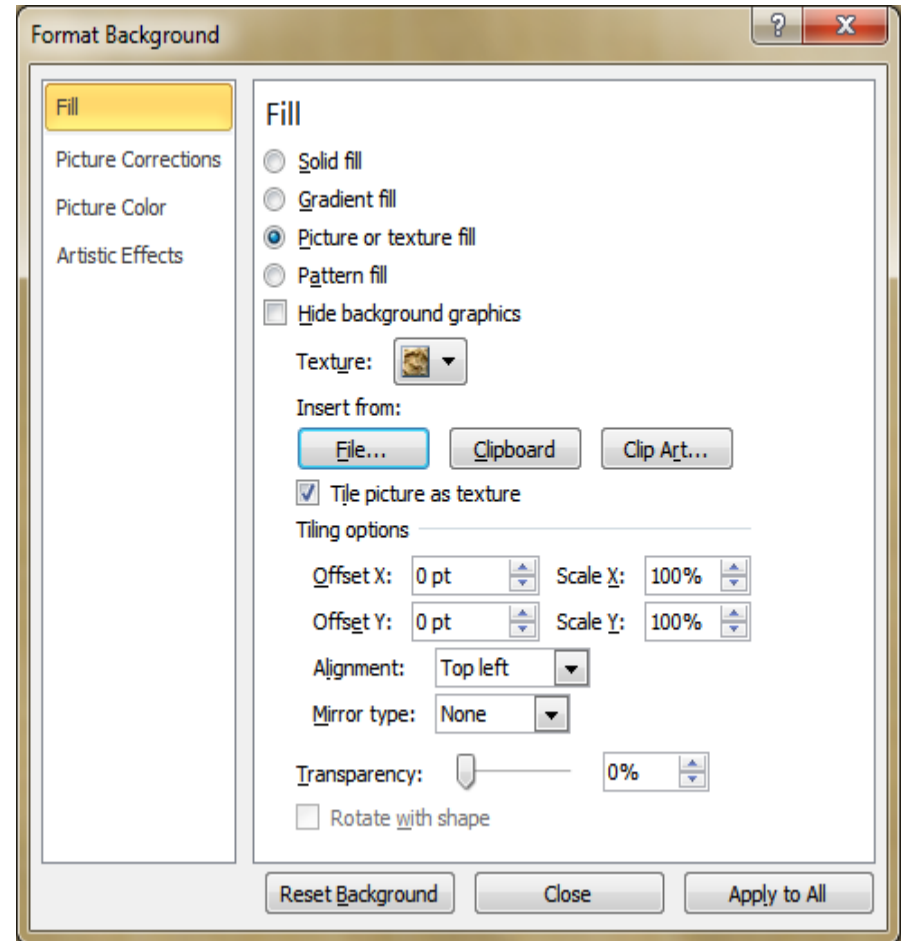 Format Background
?
X
Fill
Picture Corrections
Picture Color
Artistic Effects
Fill
Solid fill
Gradient fill
Picture or texture fill
Pattern fill
Hide background graphics
Texture:
Insert from:
File... Clipboard Clip Art...
Tile picture as texture
Tiling options
Offset X: 0 pt Scale X: 100%
Offset Y: 0 pt Scale Y: 100%
Alignment: Top left
Mirror type: None
Transparency: 0%
Rotate with shape
Reset Background Close Apply to All